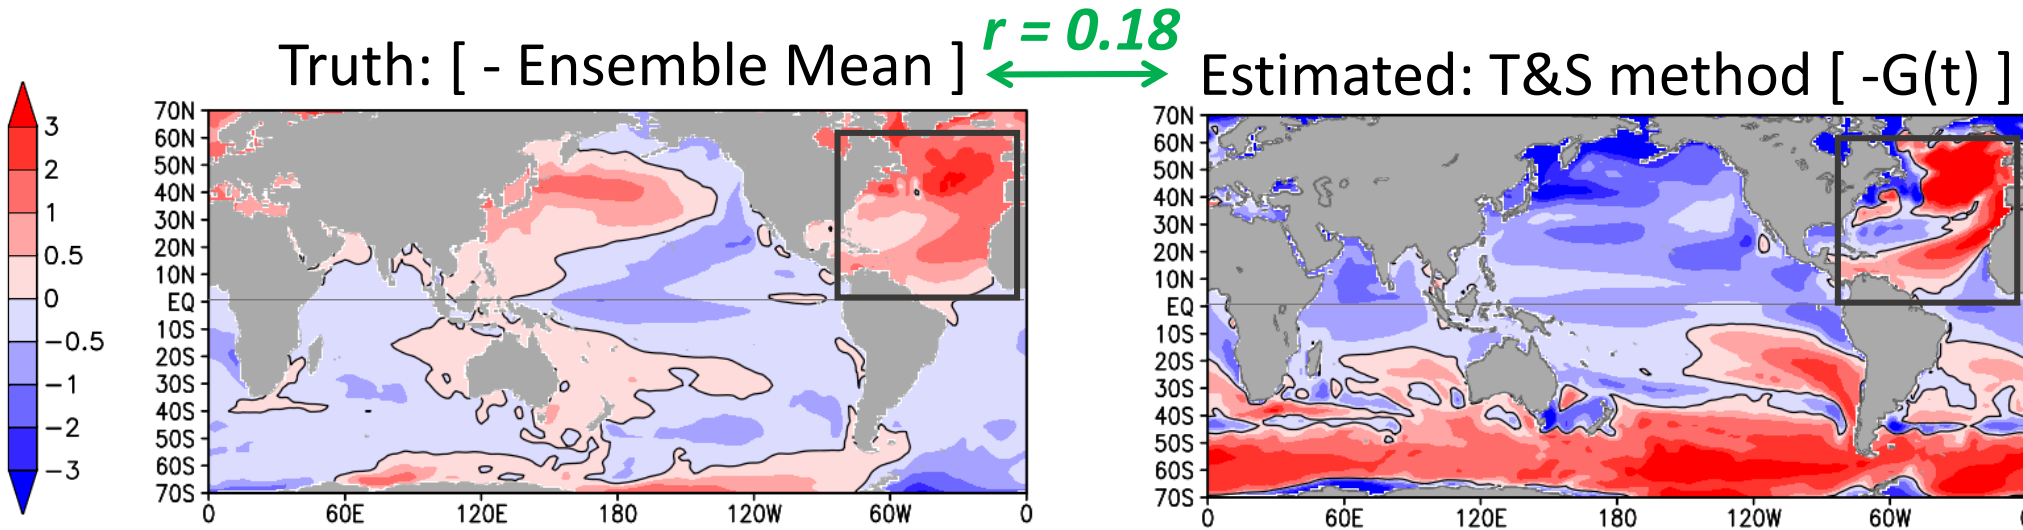 r = 0.18
Truth: [ - Ensemble Mean ]
Estimated: T&S method [ -G(t) ]
3
2
1
0.5
0
−0.5
−1
−2
−3
70N
60N
50N
40N
30N
20N
10N
EQ
10S
20S
30S
40S
50S
60S
70S
0 60E 120E 180 120W 60W 0
70N
60N
50N
40N
30N
20N
10N
EQ
10S
20S
30S
40S
50S
60S
70S
0 60E 120E 180 120W 60W